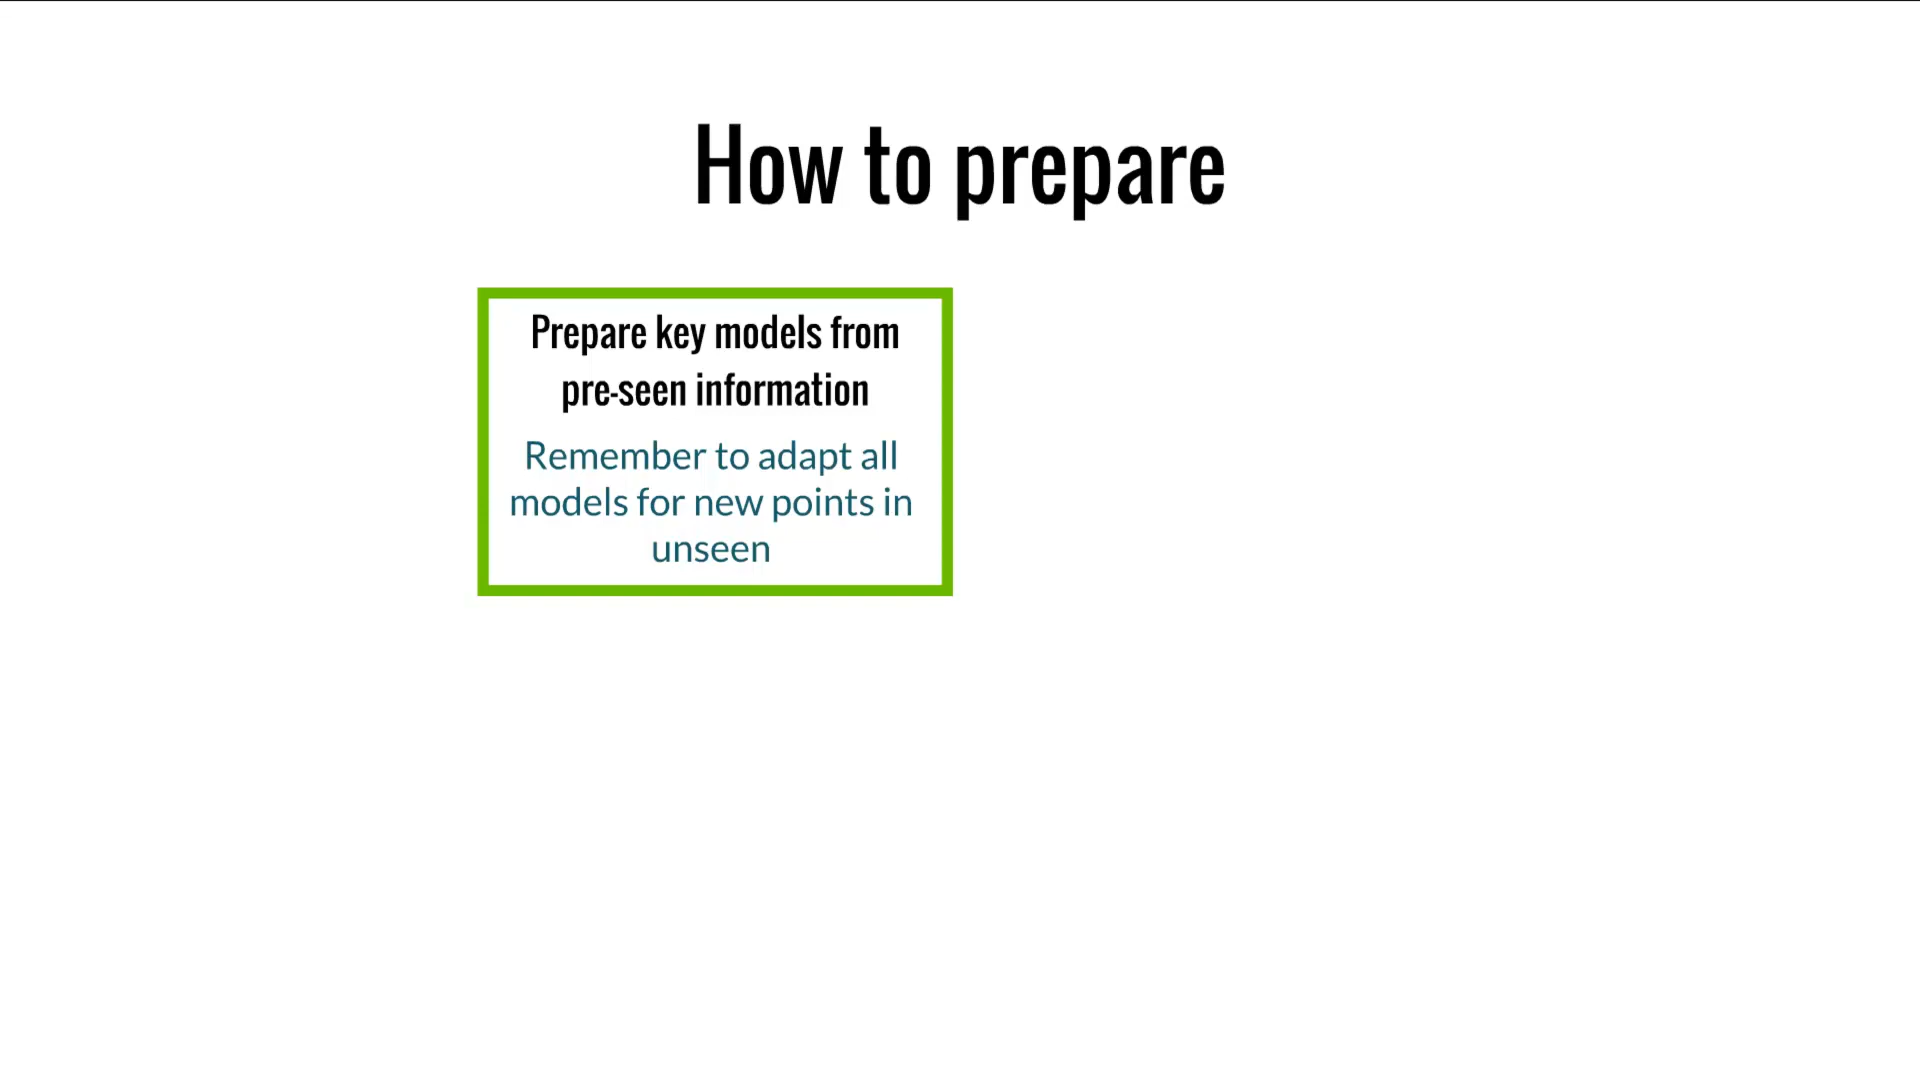 How to prepare
Prepare key models from
pre-seen information
Remember to adapt all
models for new points in
unseen